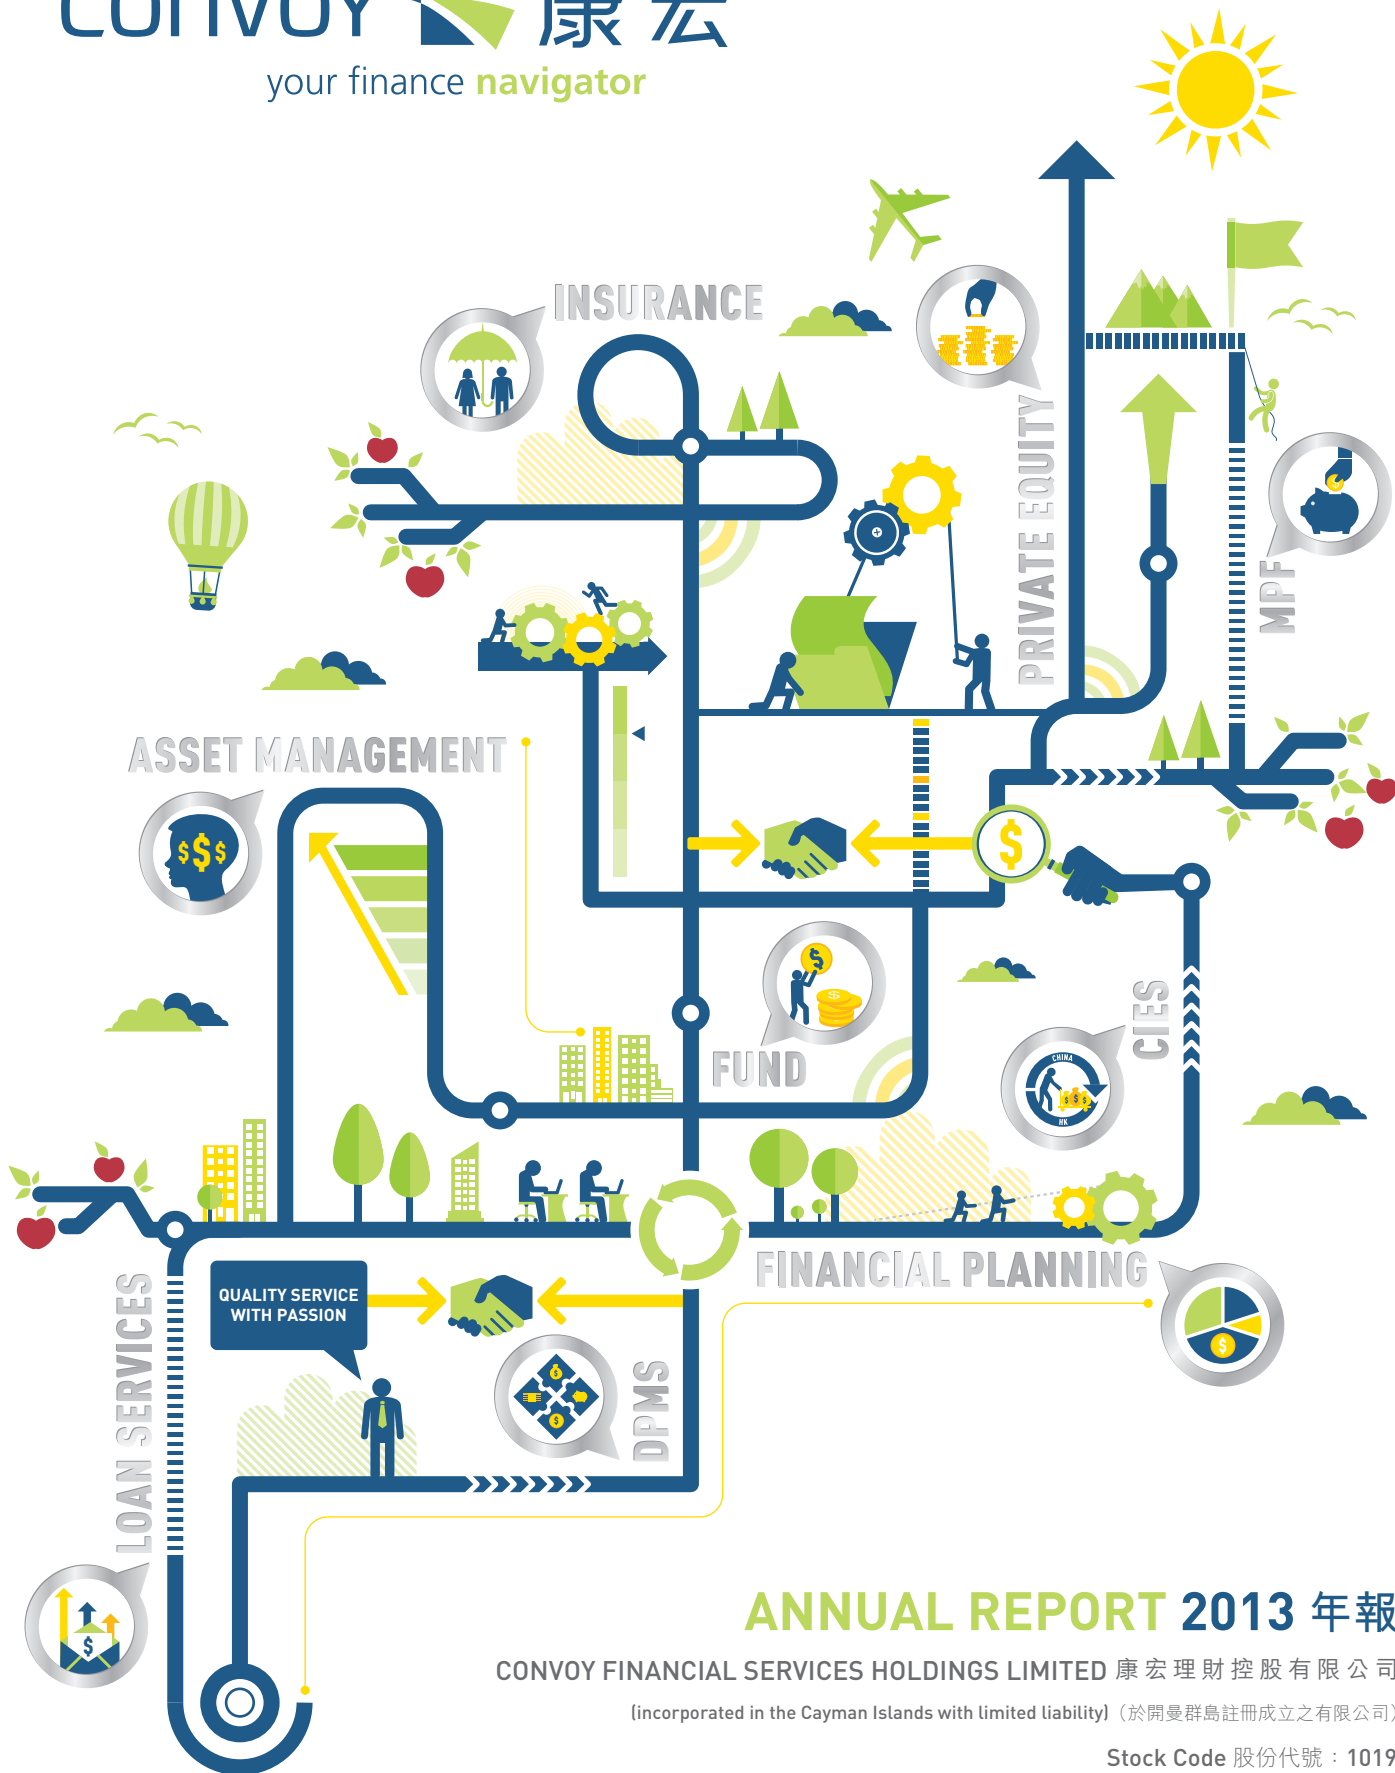 convoy 康宏
your finance navigator
INSURANCE
PRIVATE EQUITY
MPF
ASSET MANAGEMENT
$$$
$
$
FUND
CIES
CHINA
$ $ $
HK
QUALITY SERVICE
WITH PASSION
FINANCIAL PLANNING
$
LOAN SERVICES
DPMS
$
$
$
ANNUAL REPORT 2013 年報
CONVOY FINANCIAL SERVICES HOLDINGS LIMITED 康宏理財控股有限公司
(incorporated in the Cayman Islands with limited liability)（於開曼群島註冊成立之有限公司）
Stock Code 股份代號：1019